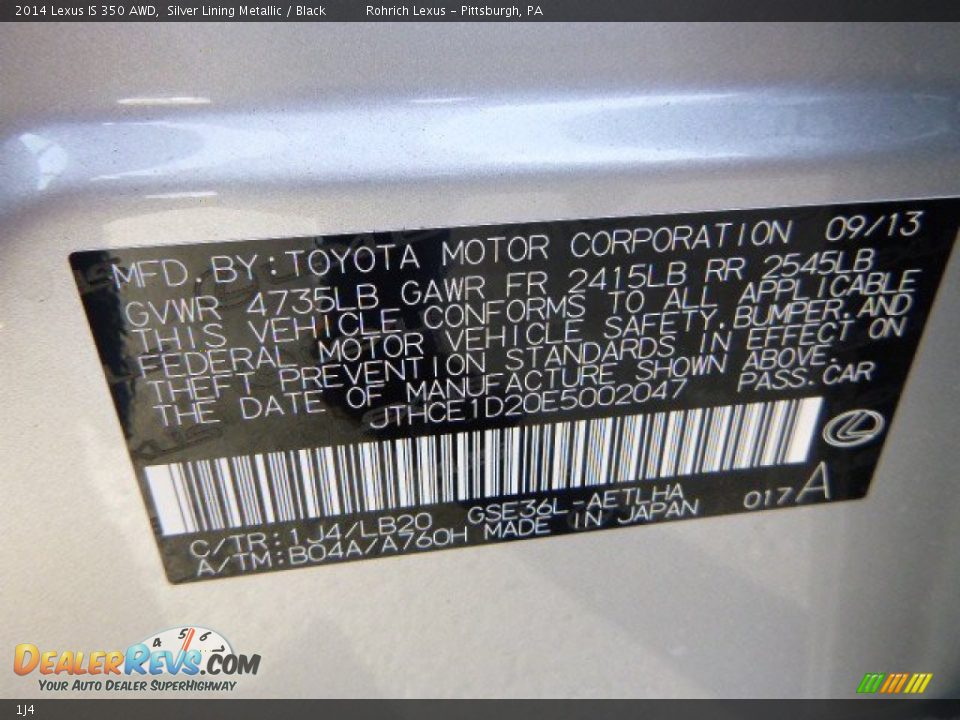 2014 Lexus IS 350 AWD,  Silver Lining Metallic / Black          Rohrich Lexus - Pittsburgh, PA
MFD BY:TOYOTA MOTOR CORPORATION 09/13
GVWR 4735LB GAWR FR 2415LB RR 2545LB
THIS VEHICLE CONFORMS TO ALL APPLICABLE
FEDERAL MOTOR VEHICLE SAFETY,BUMPER,AND
THEFT PREVENTION STANDARDS IN EFFECT ON
THE DATE OF MANUFACTURE SHOWN ABOVE.
JTHCE1D20E5002047 PASS.CAR
C/TR:1J4/LB20 GSE36L-AETLHA 017A
A/TM:B04A/A760H MADE IN JAPAN
4 5 6
DEALERREVS.COM
YOUR AUTO DEALER SUPERHIGHWAY
1J4